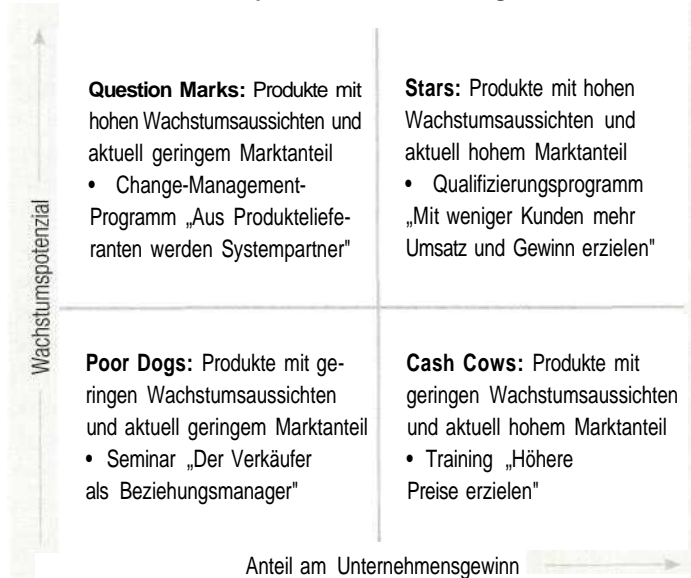 Wachstumspotenzial
Question Marks: Produkte mit
hohen Wachstumsaussichten und
aktuell geringem Marktanteil
• Change-Management-
Programm „Aus Produkteliefe-
ranten werden Systempartner"
Stars: Produkte mit hohen
Wachstumsaussichten und
aktuell hohem Marktanteil
• Qualifizierungsprogramm
„Mit weniger Kunden mehr
Umsatz und Gewinn erzielen"
Poor Dogs: Produkte mit ge-
ringen Wachstumsaussichten
und aktuell geringem Marktanteil
• Seminar „Der Verkäufer
als Beziehungsmanager"
Cash Cows: Produkte mit
geringen Wachstumsaussichten
und aktuell hohem Marktanteil
• Training „Höhere
Preise erzielen"
Anteil am Unternehmensgewinn